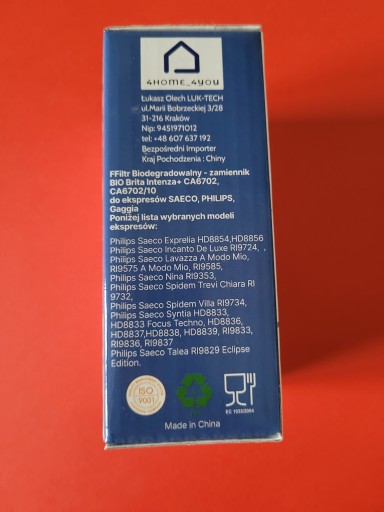 4HOME_4YOU
Łukasz Olech LUK-TECH
ul.Marii Bobrzeckiej 3/28
31-216 Kraków
Nip: 9451971012
tel:+48 607 637 192
Bezpośredni Importer
Kraj Pochodzenia : Chiny
FFiltr Biodegradowalny - zamiennik
BIO Brita Intenza+ CA6702,
CA6702/10
do ekspresów SAECO, PHILIPS,
Gaggia
Poniżej lista wybranych modeli
ekspresów:
Philips Saeco Exprelia HD8854,HD8856
Philips Saeco Incanto De Luxe RI9724, .
Philips Saeco Lavazza A Modo Mio,
RI9575 A Modo Mio, RI9585,
Philips Saeco Nina RI9353,
Philips Saeco Spidem Trevi Chiara RI
9732,
Philips Saeco Spidem Villa RI9734,
Philips Saeco Syntia HD8833,
HD8833 Focus Techno, HD8836,
HD8837,HD8838, HD8839, RI9833,
RI9836, RI9837
Philips Saeco Talea RI9829 Eclipse
Edition.
ISO
9001
EC 1935/2004
Made in China